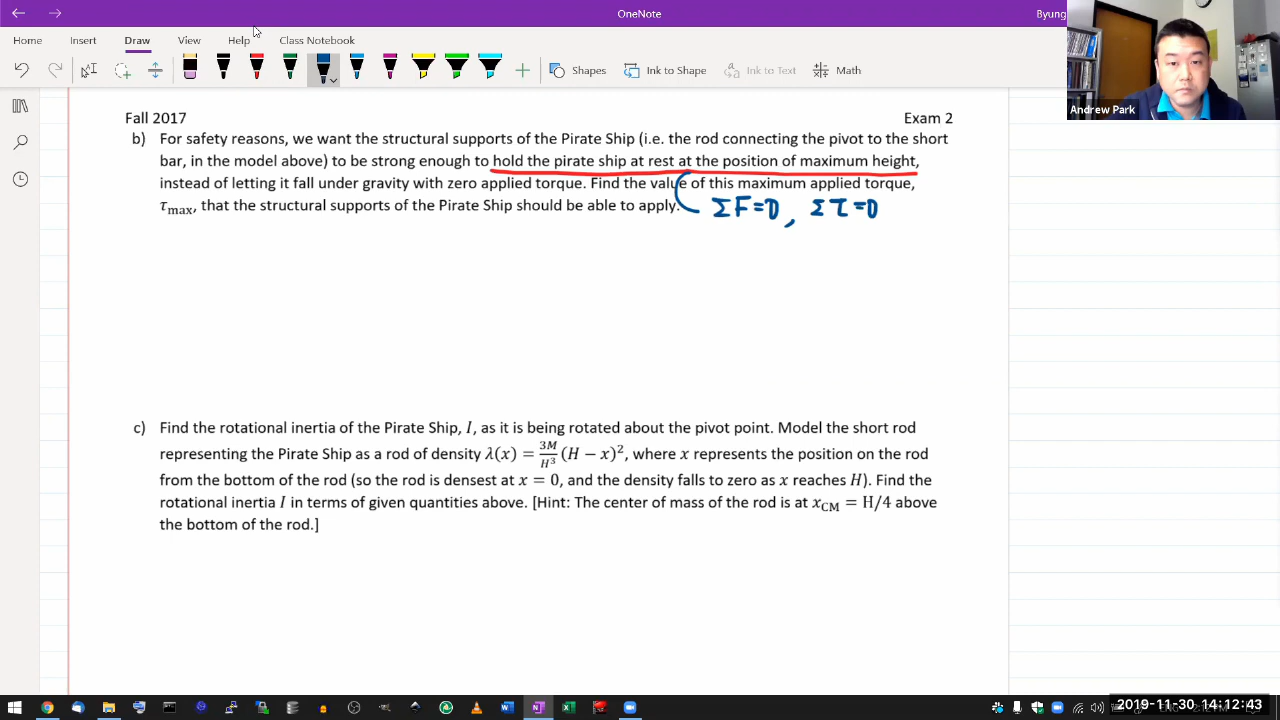 OneNote
Byung
Home Insert Draw View Help Class Notebook
Shapes Ink to Shape Ink to Text Math
Andrew Park
Fall 2017 Exam 2
b) For safety reasons, we want the structural supports of the Pirate Ship (i.e. the rod connecting the pivot to the short
bar, in the model above) to be strong enough to hold the pirate ship at rest at the position of maximum height,
instead of letting it fall under gravity with zero applied torque. Find the value of this maximum applied torque,
τmax, that the structural supports of the Pirate Ship should be able to apply.
ΣF=0, Στ=0
c) Find the rotational inertia of the Pirate Ship, I, as it is being rotated about the pivot point. Model the short rod
representing the Pirate Ship as a rod of density λ(x) = 3M/H³ (H − x)², where x represents the position on the rod
from the bottom of the rod (so the rod is densest at x = 0, and the density falls to zero as x reaches H). Find the
rotational inertia I in terms of given quantities above. [Hint: The center of mass of the rod is at xCM = H/4 above
the bottom of the rod.]
2019-11-30 14:12:43